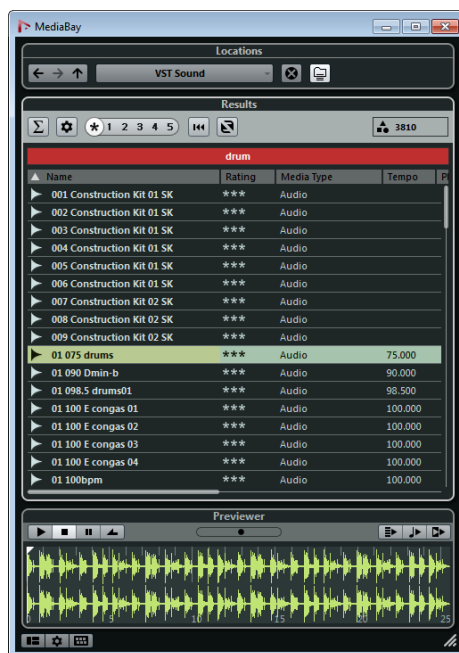 MediaBay
Locations
VST Sound
Results
1 2 3 4 5 3810
drum
Name Rating Media Type Tempo
001 Construction Kit 01 SK *** Audio
002 Construction Kit 01 SK *** Audio
003 Construction Kit 01 SK *** Audio
004 Construction Kit 01 SK *** Audio
005 Construction Kit 01 SK *** Audio
006 Construction Kit 01 SK *** Audio
007 Construction Kit 02 SK *** Audio
008 Construction Kit 02 SK *** Audio
009 Construction Kit 02 SK *** Audio
01 075 drums *** Audio 75.000
01 090 Dmin-b *** Audio 90.000
01 098.5 drums01 *** Audio 98.500
01 100 E congas 01 *** Audio 100.000
01 100 E congas 02 *** Audio 100.000
01 100 E congas 03 *** Audio 100.000
01 100 E congas 04 *** Audio 100.000
01 100bpm *** Audio 100.000
Previewer
0 5 10 15 20 25